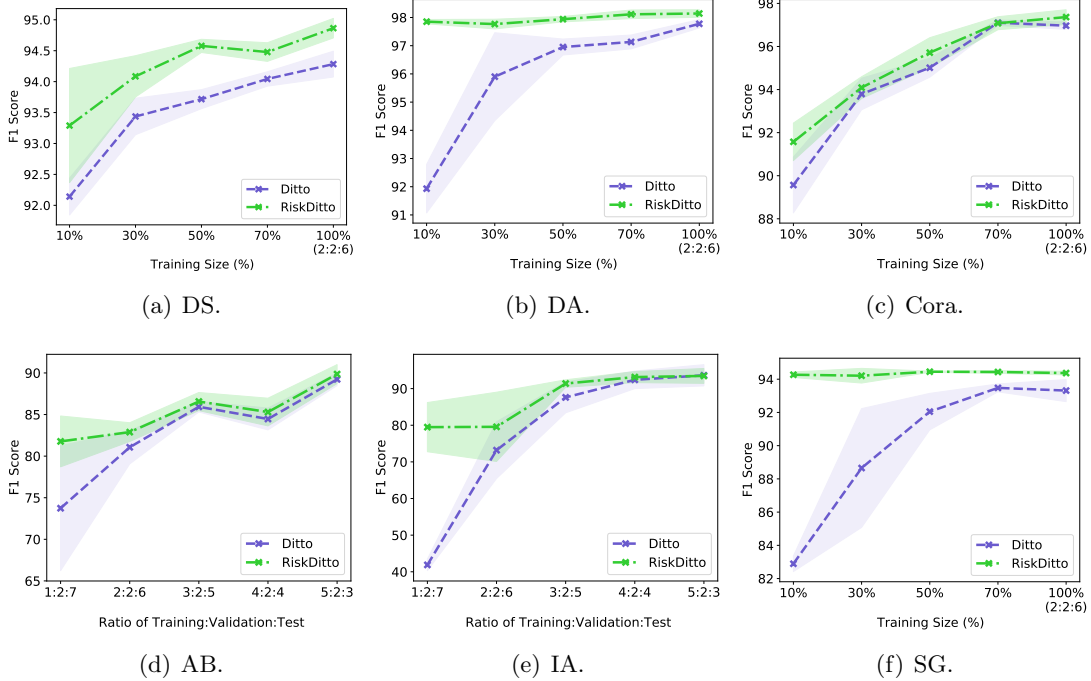 95.0
94.5
94.0
93.5
93.0
92.5
92.0
F1 Score
10% 30% 50% 70% 100%
(2:2:6)
Training Size (%)
Ditto
RiskDitto
(a) DS.
98
97
96
95
94
93
92
91
F1 Score
10% 30% 50% 70% 100%
(2:2:6)
Training Size (%)
Ditto
RiskDitto
(b) DA.
98
96
94
92
90
88
F1 Score
10% 30% 50% 70% 100%
(2:2:6)
Training Size (%)
Ditto
RiskDitto
(c) Cora.
90
85
80
75
70
65
F1 Score
1:2:7 2:2:6 3:2:5 4:2:4 5:2:3
Ratio of Training:Validation:Test
Ditto
RiskDitto
(d) AB.
90
80
70
60
50
40
F1 Score
1:2:7 2:2:6 3:2:5 4:2:4 5:2:3
Ratio of Training:Validation:Test
Ditto
RiskDitto
(e) IA.
94
92
90
88
86
84
82
F1 Score
10% 30% 50% 70% 100%
(2:2:6)
Training Size (%)
Ditto
RiskDitto
(f) SG.